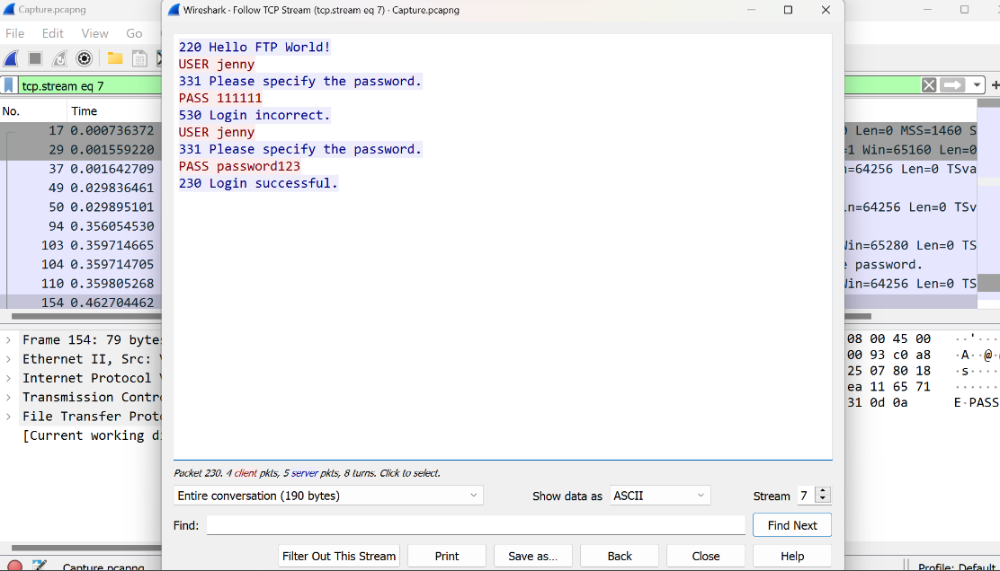 Capture.pcapng
Wireshark · Follow TCP Stream (tcp.stream eq 7) · Capture.pcapng
File Edit View Go
tcp.stream eq 7
No. Time
17 0.000736372
29 0.001559220
37 0.001642709
49 0.029836461
50 0.029895101
94 0.356054530
103 0.359714665
104 0.359714705
110 0.359805268
154 0.462704462
Len=0 MSS=1460 S
=1 Win=65160 Len=0
=64256 Len=0 TSva
n=64256 Len=0 TSv
in=65280 Len=0 TS
password.
in=64256 Len=0 TS
220 Hello FTP World!
USER jenny
331 Please specify the password.
PASS 111111
530 Login incorrect.
USER jenny
331 Please specify the password.
PASS password123
230 Login successful.
Frame 154: 79 byte
Ethernet II, Src:
Internet Protocol
Transmission Contr
File Transfer Prot
[Current working d
08 00 45 00 ··'···
00 93 c0 a8 ·A··@·
25 07 80 18 ·s····
ea 11 65 71 ······
31 0d 0a E·PASS
Packet 230. 4 client pkts, 5 server pkts, 8 turns. Click to select.
Entire conversation (190 bytes) Show data as ASCII Stream 7
Find: Find Next
Filter Out This Stream Print Save as... Back Close Help
Capture.pcapng Profile: Default